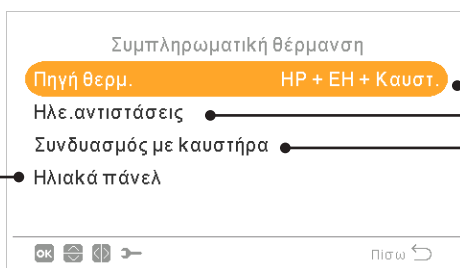 Συμπληρωματική θέρμανση
Πηγή θερμ. HP + EH + Καυστ.
Ηλε.αντιστάσεις
Συνδυασμός με καυστήρα
Ηλιακά πάνελ
OK Πίσω